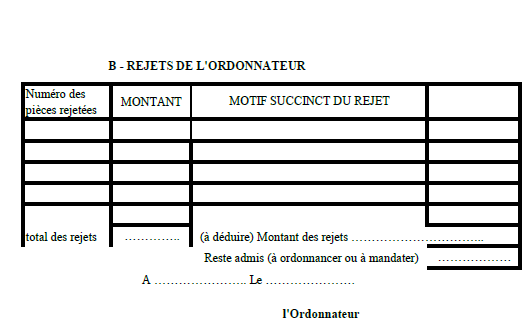 B - REJETS DE L'ORDONNATEUR
Numéro des
pièces rejetées
MONTANT
MOTIF SUCCINCT DU REJET
total des rejets ………….. (à déduire) Montant des rejets …………………………...
Reste admis (à ordonnancer ou à mandater) ………………
A ………………….. Le ………………….
l'Ordonnateur